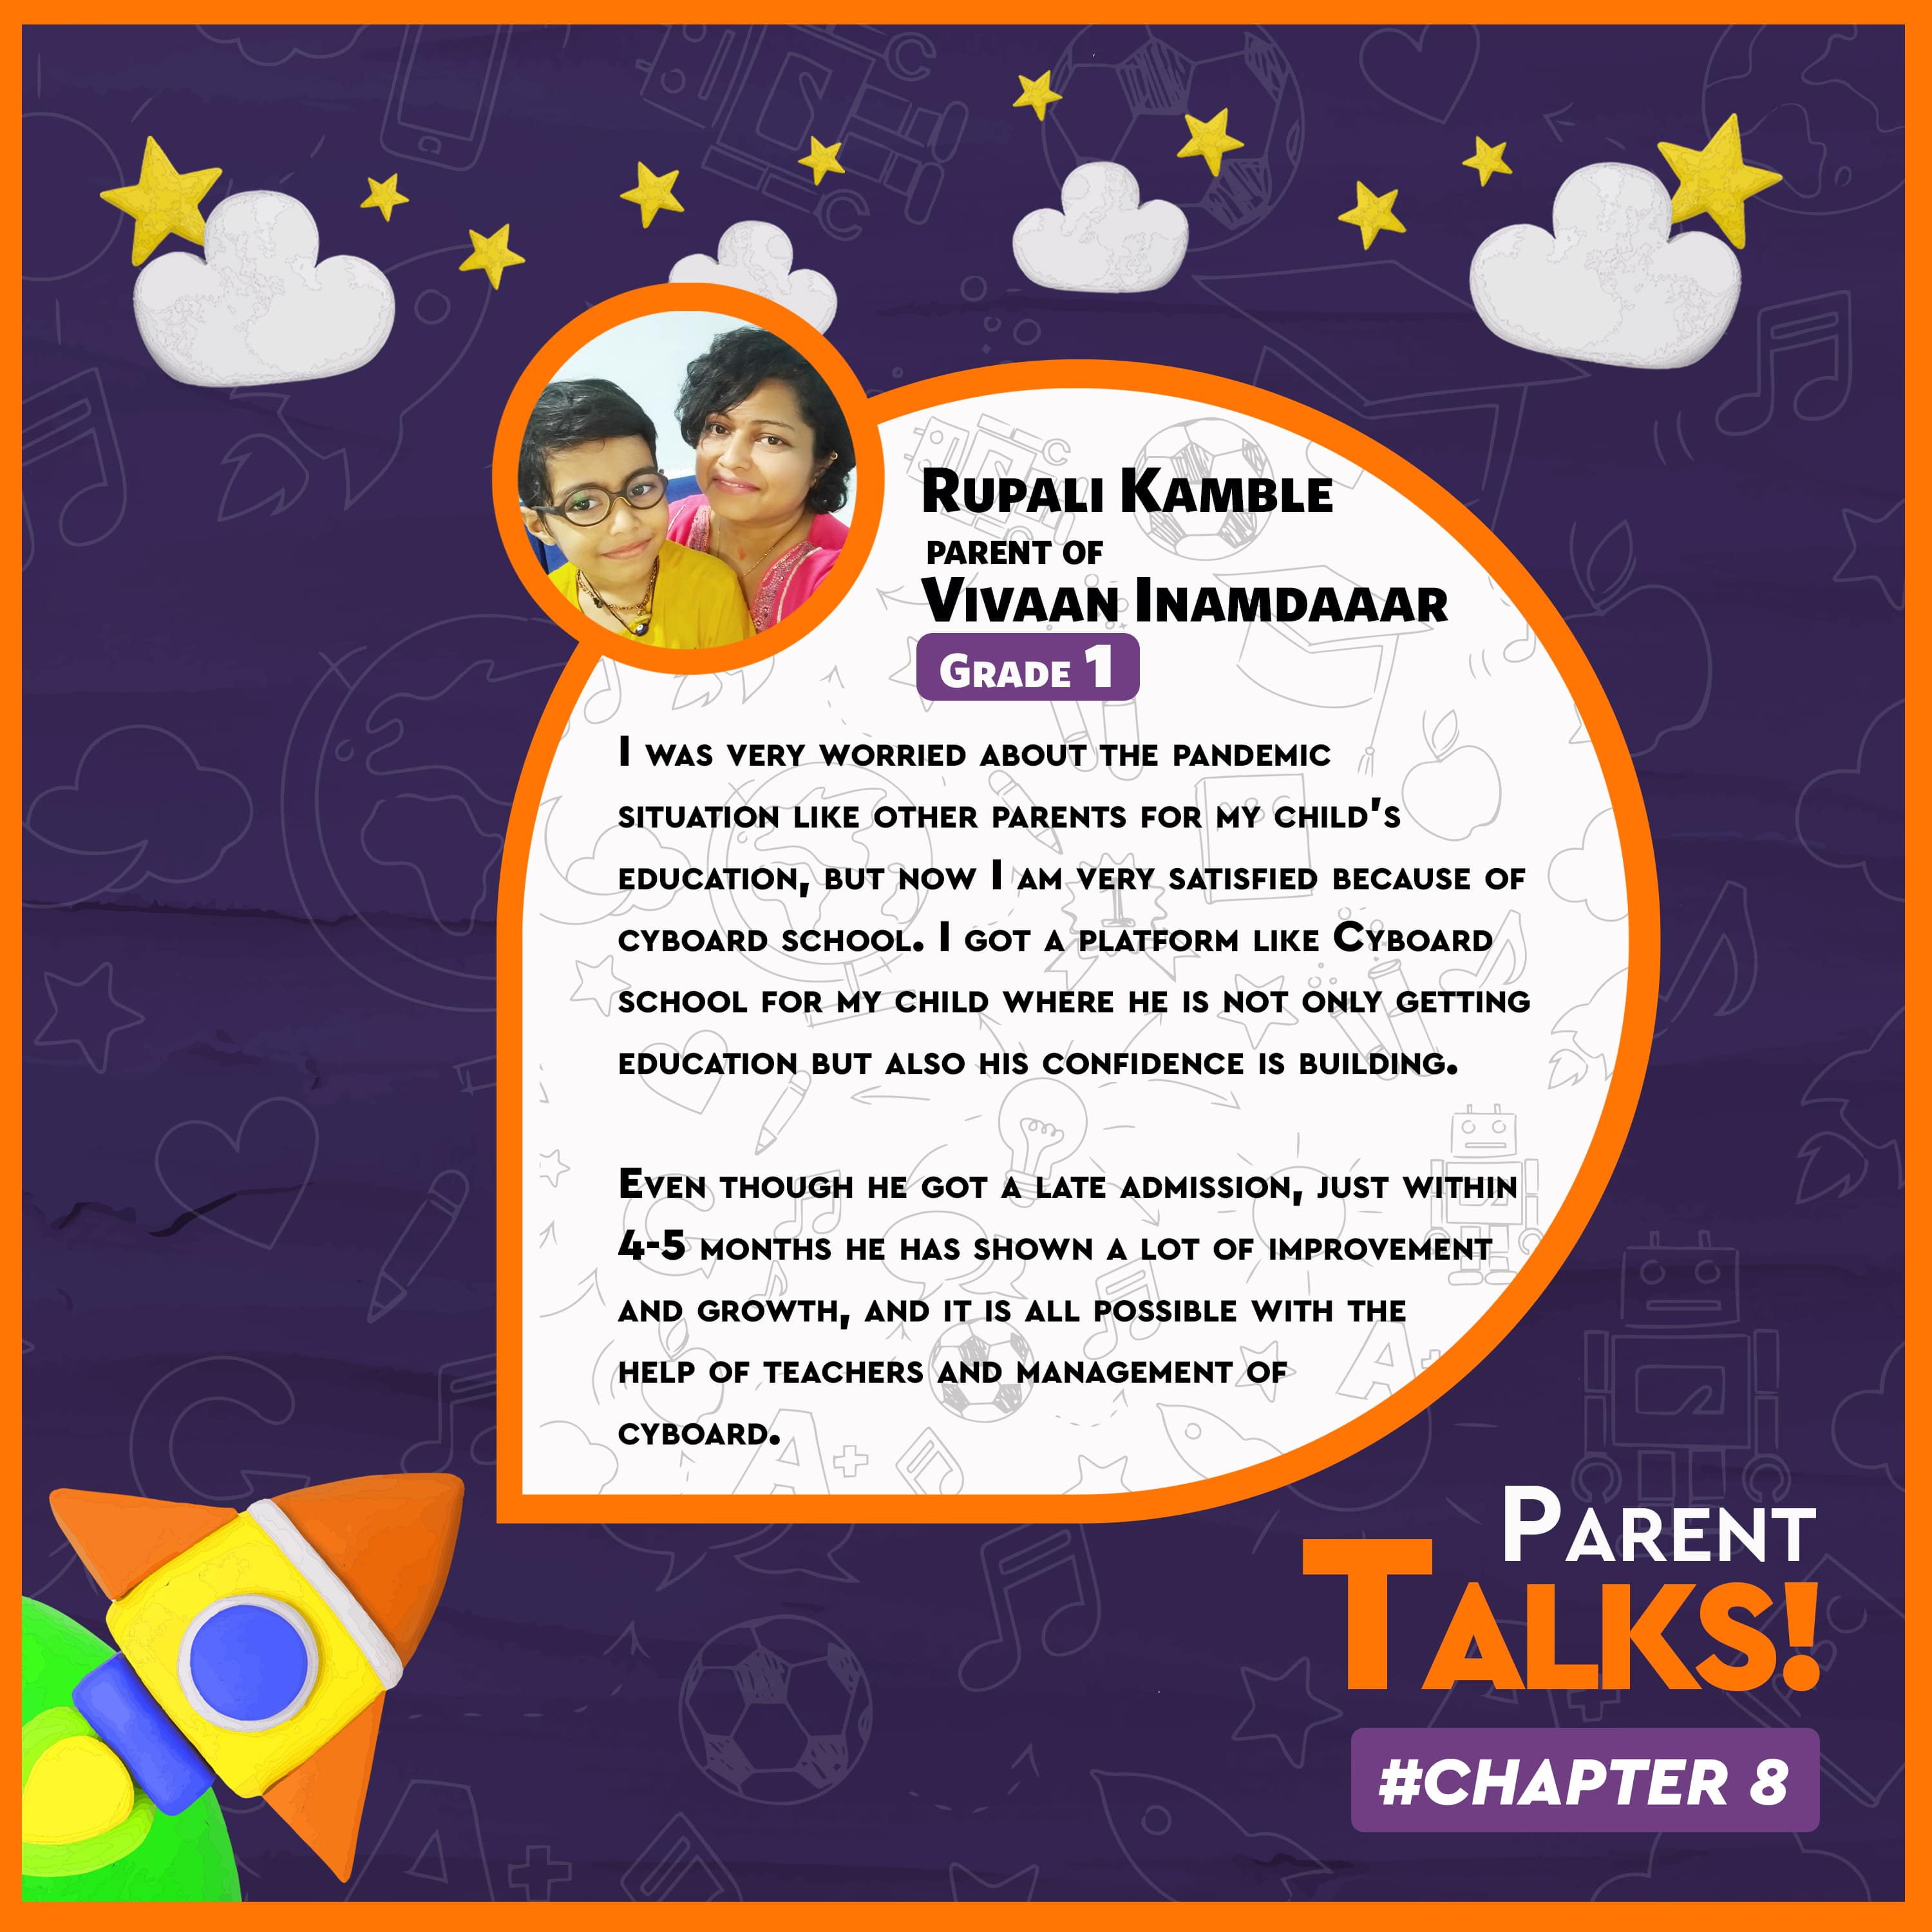 Rupali Kamble
parent of
Vivaan Inamdaaar
Grade 1
I was very worried about the pandemic
situation like other parents for my child's
education, but now I am very satisfied because of
cyboard school. I got a platform like Cyboard
school for my child where he is not only getting
education but also his confidence is building.
Even though he got a late admission, just within
4-5 months he has shown a lot of improvement
and growth, and it is all possible with the
help of teachers and management of
cyboard.
Parent
Talks!
#CHAPTER 8